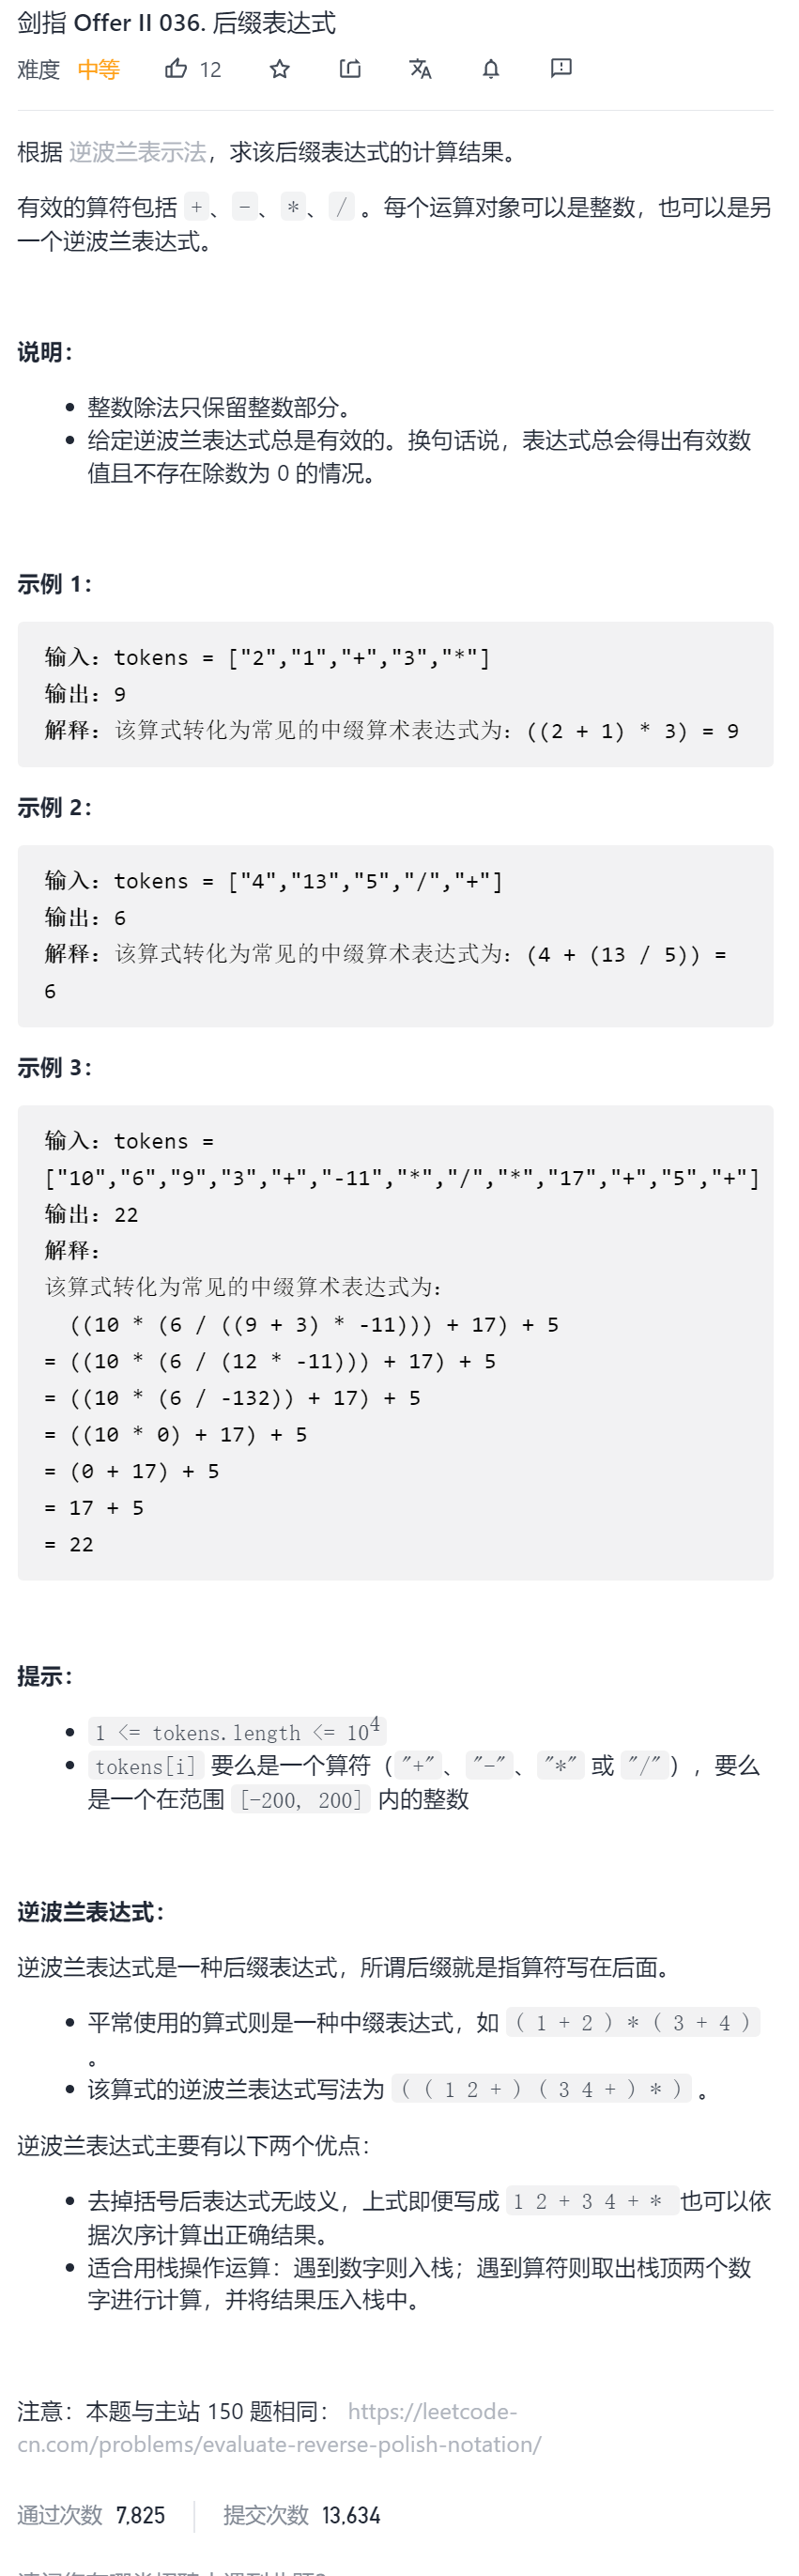 剑指 Offer II 036. 后缀表达式
难度 中等 12
根据 逆波兰表示法，求该后缀表达式的计算结果。
有效的算符包括 +、-、*、/ 。每个运算对象可以是整数，也可以是另
一个逆波兰表达式。
说明：
整数除法只保留整数部分。
给定逆波兰表达式总是有效的。换句话说，表达式总会得出有效数
值且不存在除数为 0 的情况。
示例 1：
输入：tokens = ["2","1","+","3","*"]
输出：9
解释：该算式转化为常见的中缀算术表达式为：((2 + 1) * 3) = 9
示例 2：
输入：tokens = ["4","13","5","/","+"]
输出：6
解释：该算式转化为常见的中缀算术表达式为：(4 + (13 / 5)) =
6
示例 3：
输入：tokens =
["10","6","9","3","+","-11","*","/","*","17","+","5","+"]
输出：22
解释：
该算式转化为常见的中缀算术表达式为：
((10 * (6 / ((9 + 3) * -11))) + 17) + 5
= ((10 * (6 / (12 * -11))) + 17) + 5
= ((10 * (6 / -132)) + 17) + 5
= ((10 * 0) + 17) + 5
= (0 + 17) + 5
= 17 + 5
= 22
提示：
1 <= tokens.length <= 10⁴
tokens[i] 要么是一个算符（"+"、"-"、"*" 或 "/"），要么
是一个在范围 [-200, 200] 内的整数
逆波兰表达式：
逆波兰表达式是一种后缀表达式，所谓后缀就是指算符写在后面。
平常使用的算式则是一种中缀表达式，如 ( 1 + 2 ) * ( 3 + 4 )
。
该算式的逆波兰表达式写法为 ( ( 1 2 + ) ( 3 4 + ) * ) 。
逆波兰表达式主要有以下两个优点：
去掉括号后表达式无歧义，上式即便写成 1 2 + 3 4 + * 也可以依
据次序计算出正确结果。
适合用栈操作运算：遇到数字则入栈；遇到算符则取出栈顶两个数
字进行计算，并将结果压入栈中。
注意：本题与主站 150 题相同： https://leetcode-
cn.com/problems/evaluate-reverse-polish-notation/
通过次数 7,825 提交次数 13,634